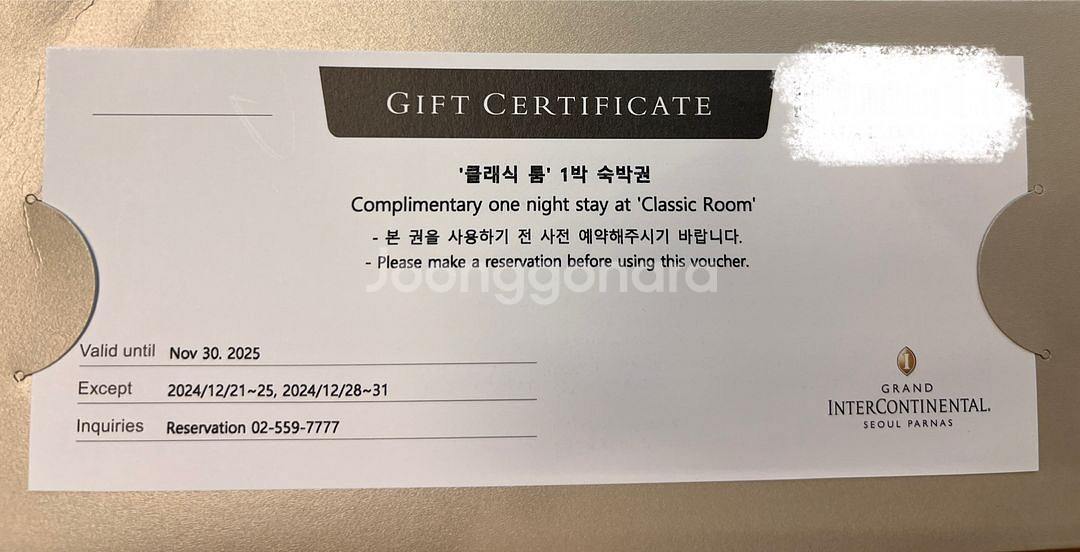 GIFT CERTIFICATE
'클래식 룸' 1박 숙박권
Complimentary one night stay at 'Classic Room'
- 본 권을 사용하기 전 사전 예약해주시기 바랍니다.
- Please make a reservation before using this voucher.
Joonggonara
Valid until Nov 30. 2025
Except 2024/12/21~25, 2024/12/28~31
Inquiries Reservation 02-559-7777
GRAND
INTERCONTINENTAL.
SEOUL PARNAS